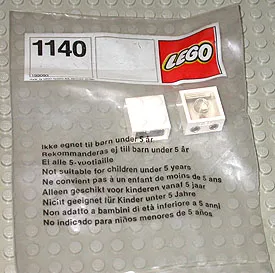 1140
LEGO
Ikke egnet til barn under 5 år
Rekommanderas ej till barn under 5 år
Ei alle 5-vuotiaille
Not suitable for children under 5 years
Ne convient pas à un enfant de moins de 5 ans
Alleen geschikt voor kinderen vanaf 5 jaar
Nicht geeignet für Kinder unter 5 Jahre
Non adatto a bambini di età inferiore a 5 anni
No indicado para niños menores de 5 años